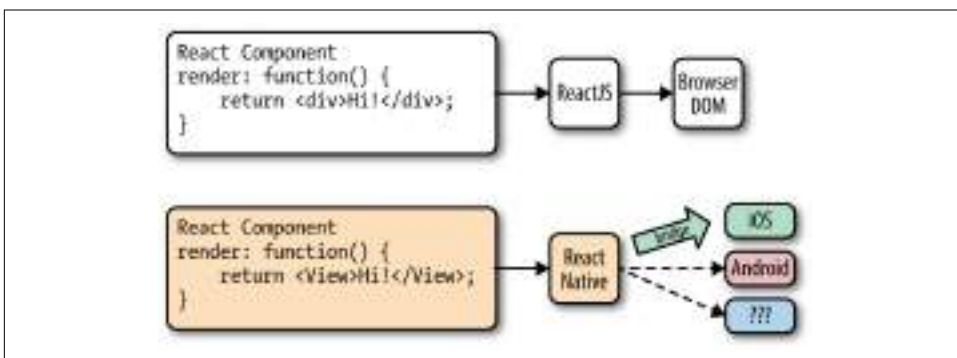 React Component
render: function() {
return <div>Hi!</div>;
}
ReactJS
Browser
DOM
React Component
render: function() {
return <View>Hi!</View>;
}
React
Native
bridge
iOS
Android
???